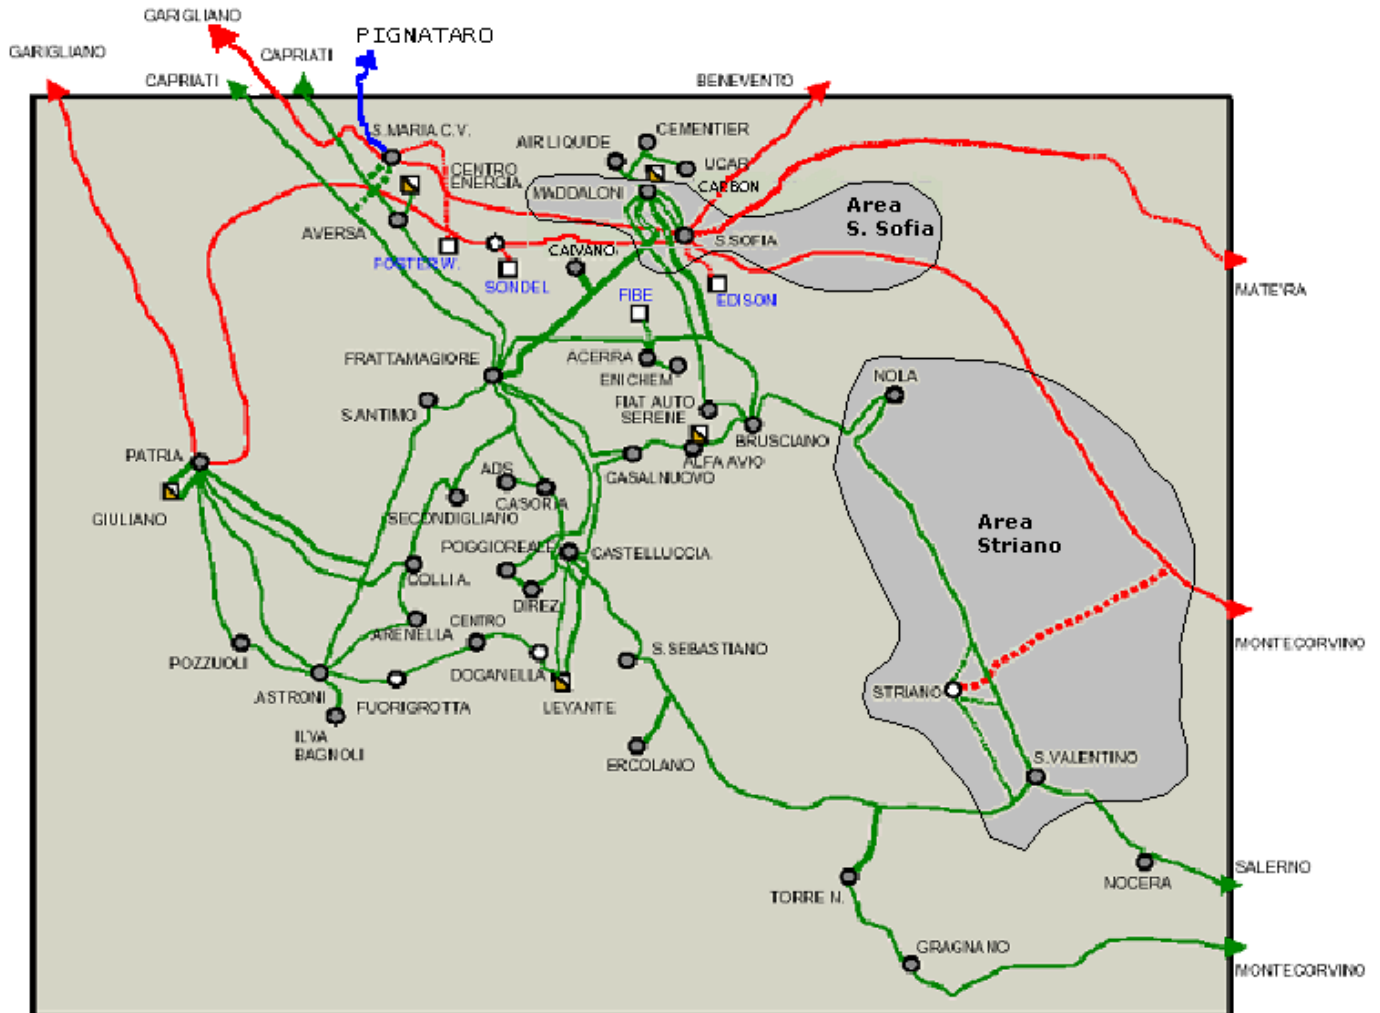 GARIGLIANO
PIGNATARO
GARIGLIANO
CAPRIATI
CAPRIATI
BENEVENTO
S.MARIA C.V.
CEMENTIER
AIR LIQUIDE
UCAR
CARBON
CENTRO
ENERGIA
MADDALONI
Area
S. Sofia
AVERSA
S.SOFIA
CAIVANO
FOSTER W.
SONDEL
FIBE
EDISON
MATEIRA
FRATTAMAGIORE
ACERRA
ENICHEM
NOLA
S.ANTIMO
FIAT AUTO
SERENE
BRUSCIANO
PATRIA
ALFA AVIO
CASALNUOVO
ADS
CASORIA
GIULIANO
SECONDIGLIANO
Area
Striano
POGGIOREALE
CASTELLUCCIA
COLLI A.
DIREZ
ARENELLA
CENTRO
S.SEBASTIANO
MONTECORVINO
POZZUOLI
DOGANELLA
ASTRONI
FUORIGROTTA
LEVANTE
STRIANO
ILVA
BAGNOLI
ERCOLANO
S.VALENTINO
SALERNO
NOCERA
TORRE N.
GRAGNANO
MONTECORVINO